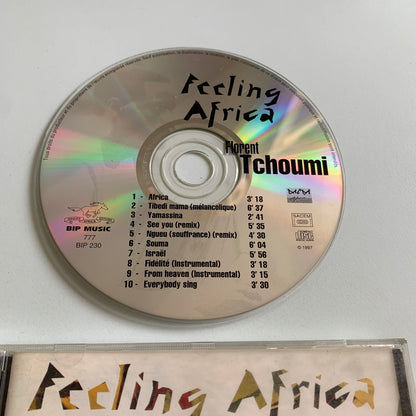 Feeling
Africa
Florent
Tchoumi
1 - Africa 3' 18
2 - Tibedi mama (mélancolique) 6' 37
3 - Yamassina 2' 41
4 - See you (remix) 5' 35
5 - Ngueu (souffrance) (remix) 4' 30
6 - Souma 6' 04
7 - Israël 5' 56
8 - Fidélité (Instrumental) 3' 18
9 - From heaven (Instrumental) 3' 15
10 - Everybody sing 3' 30
BIP MUSIC
777
BIP 230
SACEM
© 1997
Feeling Africa